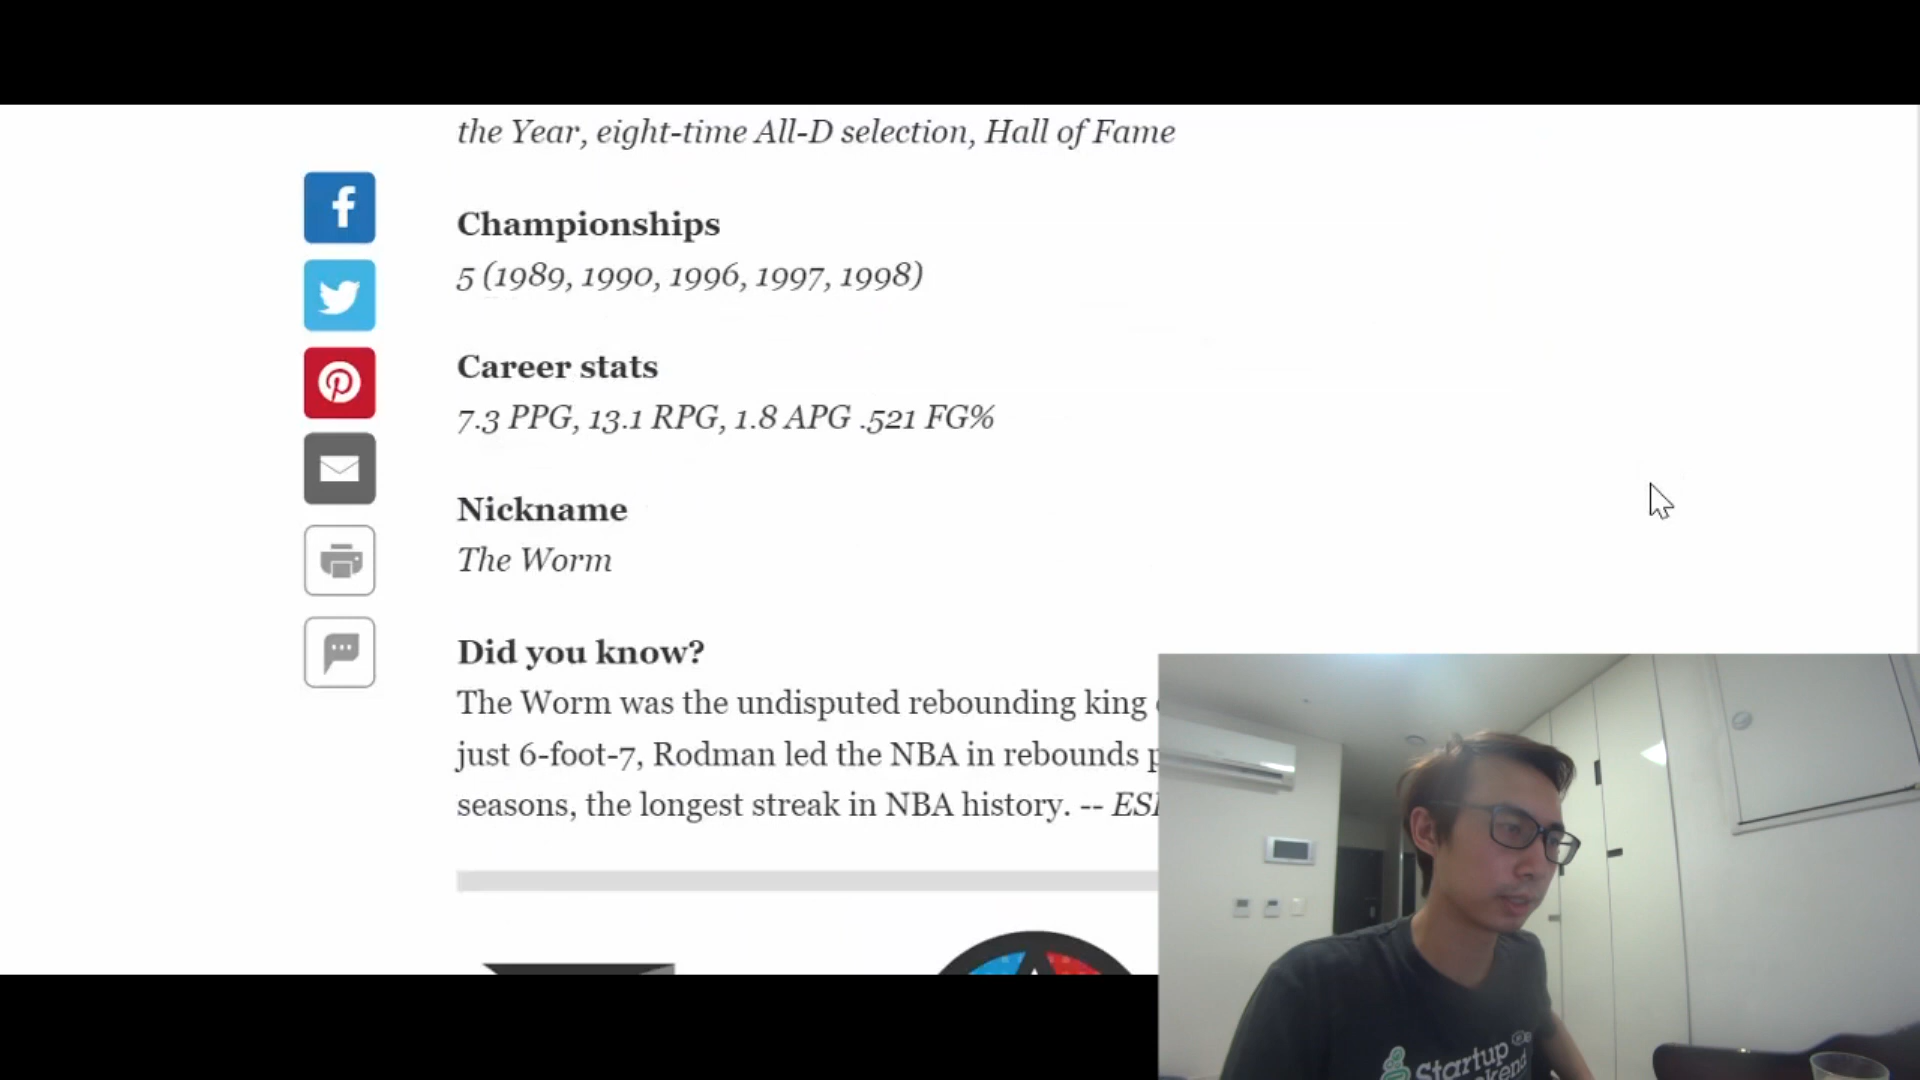 the Year, eight-time All-D selection, Hall of Fame
Championships
5 (1989, 1990, 1996, 1997, 1998)
Career stats
7.3 PPG, 13.1 RPG, 1.8 APG .521 FG%
Nickname
The Worm
Did you know?
The Worm was the undisputed rebounding king
just 6-foot-7, Rodman led the NBA in rebounds
seasons, the longest streak in NBA history. --
Startup